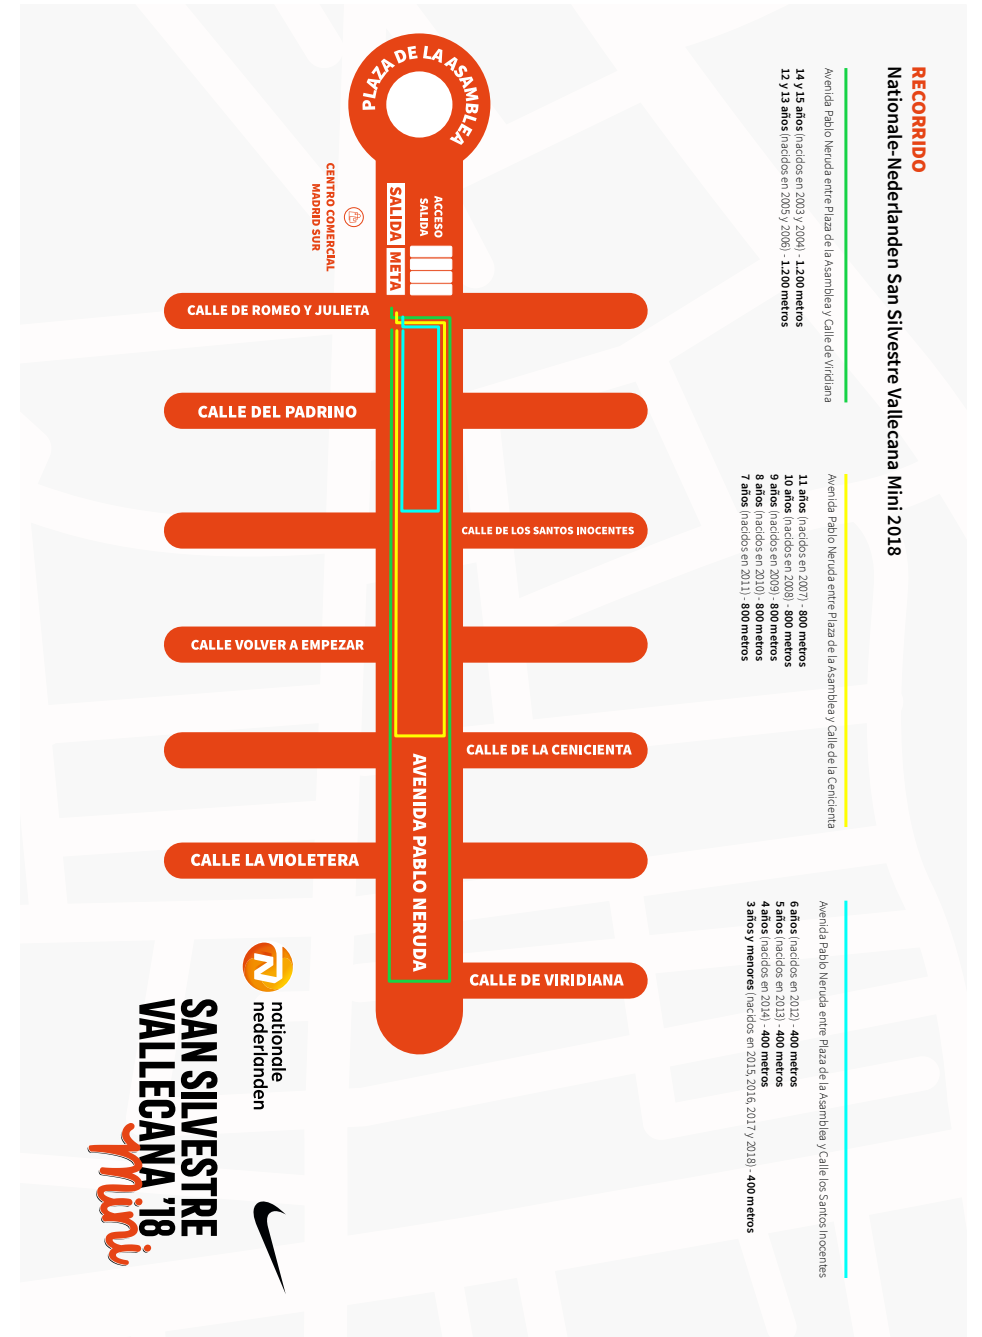 RECORRIDO
Nationale-Nederlanden San Silvestre Vallecana Mini 2018
Avenida Pablo Neruda entre Plaza de la Asamblea y Calle de Viridiana
14 y 15 años (nacidos en 2003 y 2004) - 1.200 metros
12 y 13 años (nacidos en 2005 y 2006) - 1.200 metros
Avenida Pablo Neruda entre Plaza de la Asamblea y Calle de la Cenicienta
11 años (nacidos en 2007) - 800 metros
10 años (nacidos en 2008) - 800 metros
9 años (nacidos en 2009) - 800 metros
8 años (nacidos en 2010) - 800 metros
7 años (nacidos en 2011) - 800 metros
Avenida Pablo Neruda entre Plaza de la Asamblea y Calle los Santos Inocentes
6 años (nacidos en 2012) - 400 metros
5 años (nacidos en 2013) - 400 metros
4 años (nacidos en 2014) - 400 metros
3 años y menores (nacidos en 2015, 2016, 2017 y 2018) - 400 metros
PLAZA DE LA ASAMBLEA
ACCESO
SALIDA
SALIDA META
CENTRO COMERCIAL
MADRID SUR
CALLE DE ROMEO Y JULIETA
CALLE DEL PADRINO
CALLE DE LOS SANTOS INOCENTES
CALLE VOLVER A EMPEZAR
CALLE DE LA CENICIENTA
AVENIDA PABLO NERUDA
CALLE LA VIOLETERA
CALLE DE VIRIDIANA
nationale
nederlanden
SAN SILVESTRE
VALLECANA '18
mini